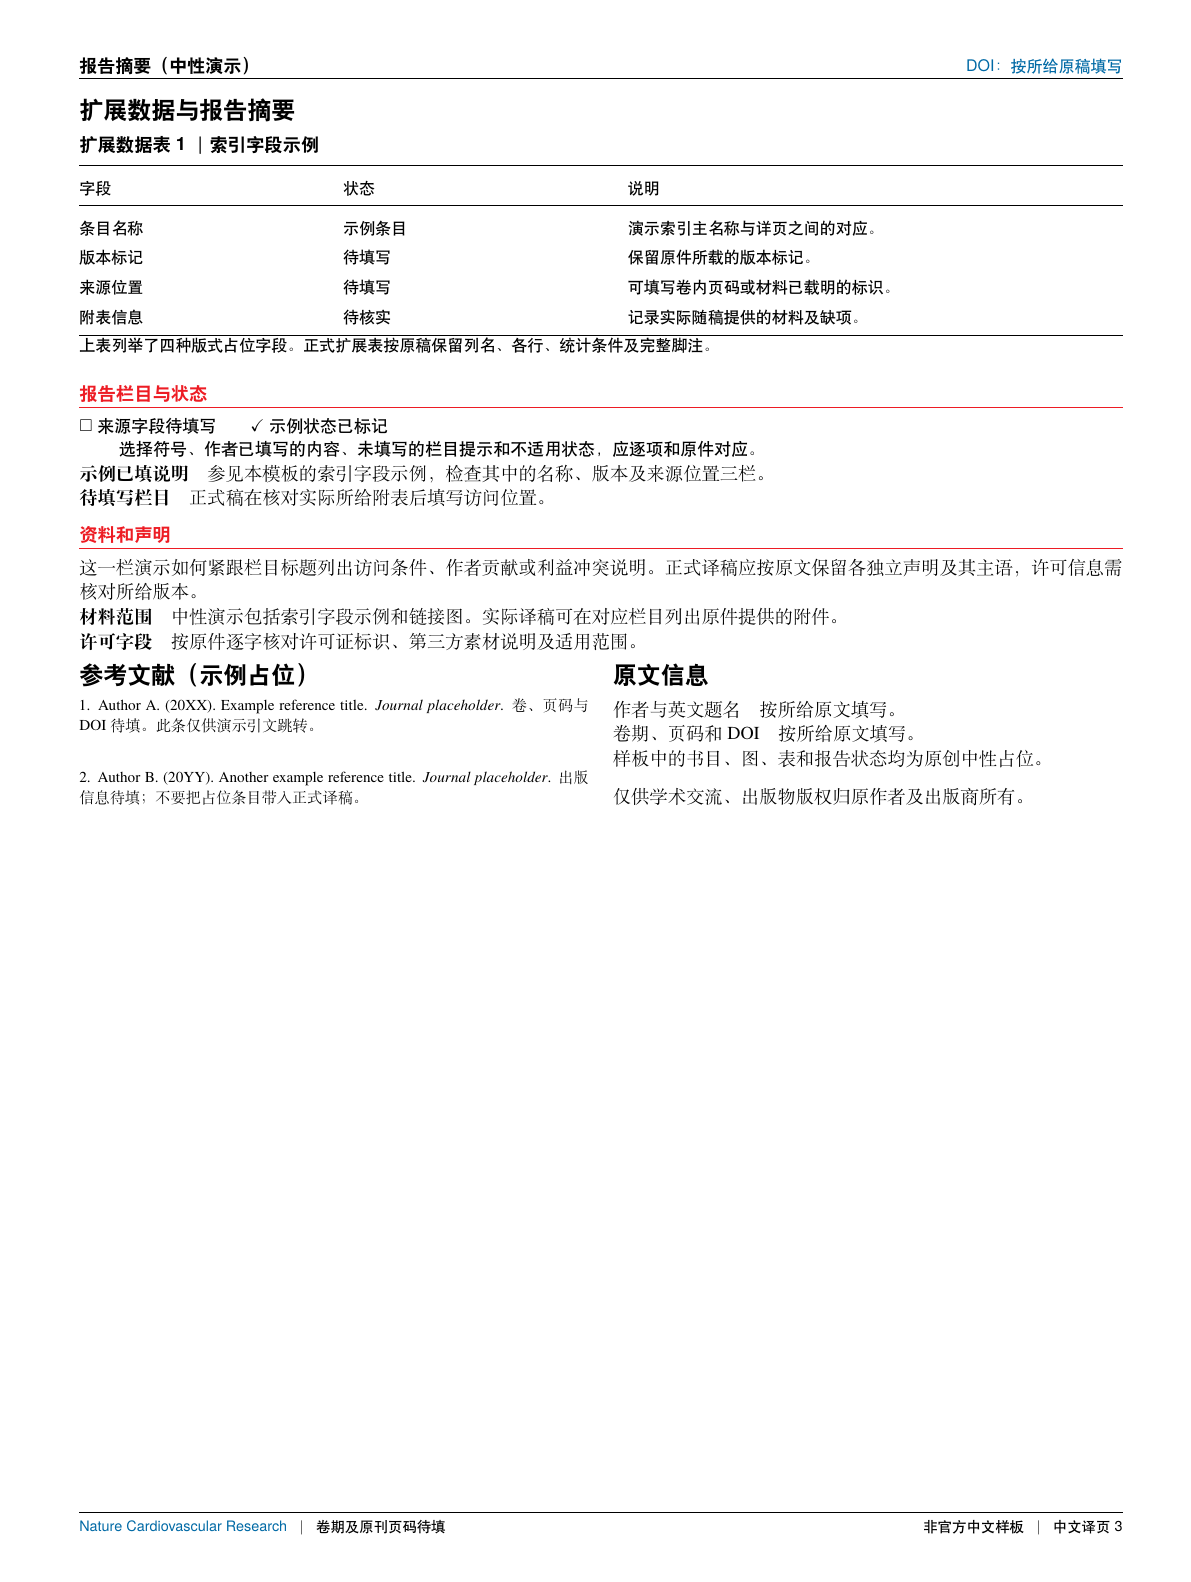 报告摘要（中性演示）
DOI：按所给原稿填写
扩展数据与报告摘要
扩展数据表 1 ｜索引字段示例
字段 状态 说明
条目名称 示例条目 演示索引主名称与详页之间的对应。
版本标记 待填写 保留原件所载的版本标记。
来源位置 待填写 可填写卷内页码或材料已载明的标识。
附表信息 待核实 记录实际随稿提供的材料及缺项。
上表列举了四种版式占位字段。正式扩展表按原稿保留列名、各行、统计条件及完整脚注。
报告栏目与状态
□ 来源字段待填写 ✓ 示例状态已标记
选择符号、作者已填写的内容、未填写的栏目提示和不适用状态，应逐项和原件对应。
示例已填说明 参见本模板的索引字段示例，检查其中的名称、版本及来源位置三栏。
待填写栏目 正式稿在核对实际所给附表后填写访问位置。
资料和声明
这一栏演示如何紧跟栏目标题列出访问条件、作者贡献或利益冲突说明。正式译稿应按原文保留各独立声明及其主语，许可信息需
核对所给版本。
材料范围 中性演示包括索引字段示例和链接图。实际译稿可在对应栏目列出原件提供的附件。
许可字段 按原件逐字核对许可证标识、第三方素材说明及适用范围。
参考文献（示例占位）
1. Author A. (20XX). Example reference title. Journal placeholder. 卷、页码与
DOI 待填。此条仅供演示引文跳转。
2. Author B. (20YY). Another example reference title. Journal placeholder. 出版
信息待填；不要把占位条目带入正式译稿。
原文信息
作者与英文题名 按所给原文填写。
卷期、页码和 DOI 按所给原文填写。
样板中的书目、图、表和报告状态均为原创中性占位。
仅供学术交流、出版物版权归原作者及出版商所有。
Nature Cardiovascular Research ｜ 卷期及原刊页码待填
非官方中文样板 ｜ 中文译页 3